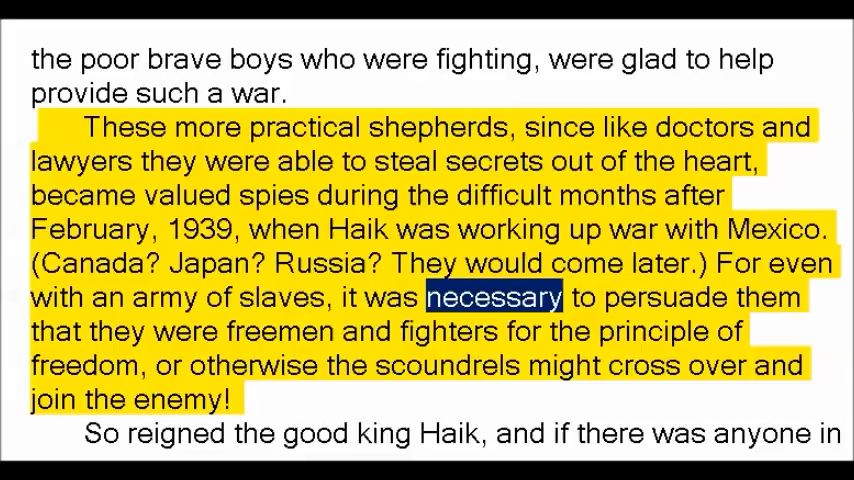 the poor brave boys who were fighting, were glad to help
provide such a war.
These more practical shepherds, since like doctors and
lawyers they were able to steal secrets out of the heart,
became valued spies during the difficult months after
February, 1939, when Haik was working up war with Mexico.
(Canada? Japan? Russia? They would come later.) For even
with an army of slaves, it was necessary to persuade them
that they were freemen and fighters for the principle of
freedom, or otherwise the scoundrels might cross over and
join the enemy!
So reigned the good king Haik, and if there was anyone in